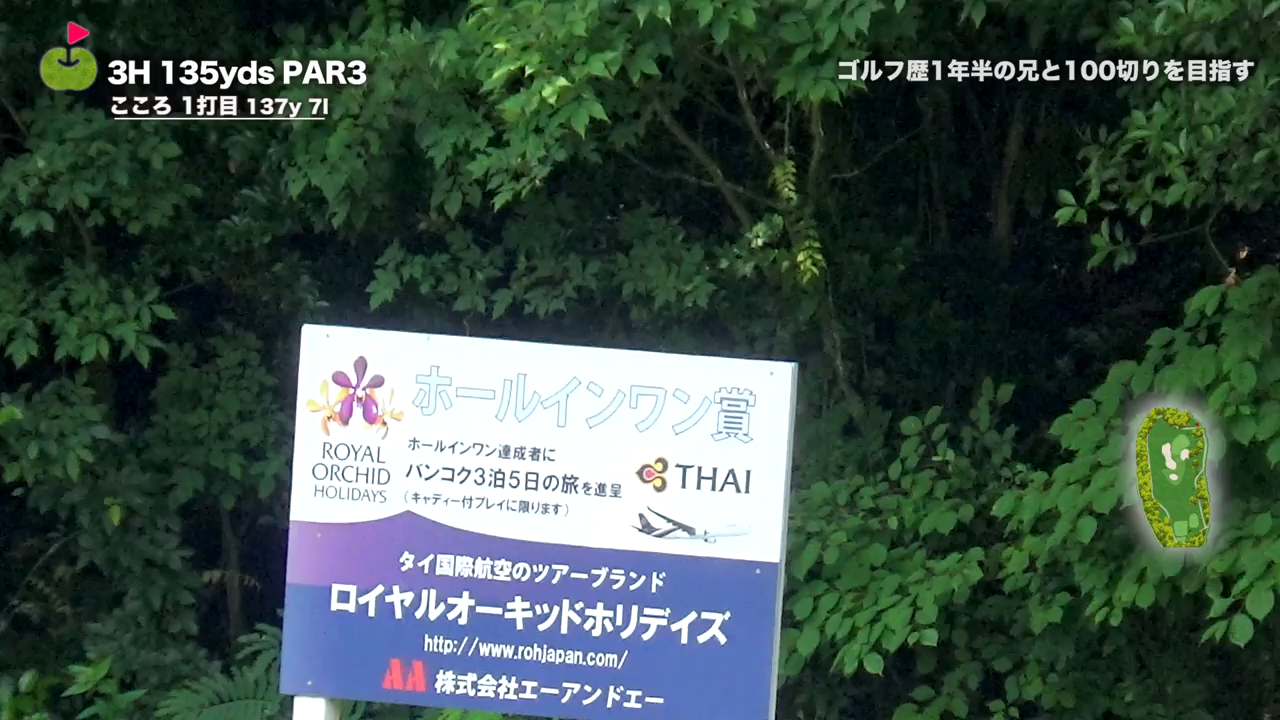 3H 135yds PAR3
こころ 1打目 137y 7I
ゴルフ歴1年半の兄と100切りを目指す
ホールインワン賞
ROYAL
ORCHID
HOLIDAYS
ホールインワン達成者に
バンコク3泊5日の旅を進呈
(キャディー付プレイに限ります)
THAI
タイ国際航空のツアーブランド
ロイヤルオーキッドホリデイズ
http://www.rohjapan.com/
AA 株式会社エーアンドエー